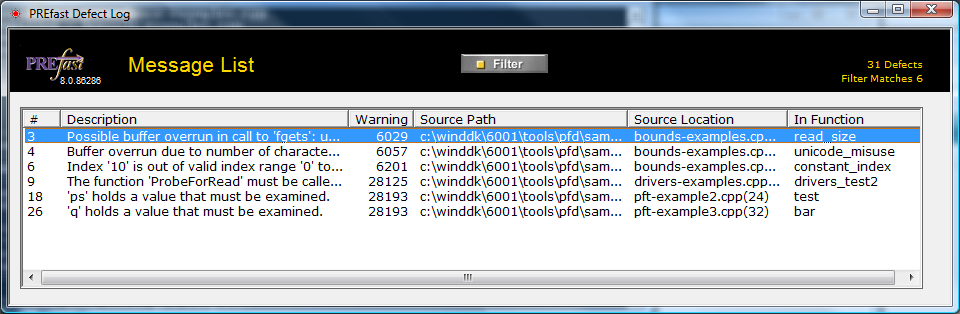 PREfast Defect Log
PREfast
8.0.86286
Message List
Filter
31 Defects
Filter Matches 6
# Description Warning Source Path Source Location In Function
3 Possible buffer overrun in call to 'fgets': u... 6029 c:\winddk\6001\tools\pfd\sam... bounds-examples.cp... read_size
4 Buffer overrun due to number of characte... 6057 c:\winddk\6001\tools\pfd\sam... bounds-examples.cp... unicode_misuse
6 Index '10' is out of valid index range '0' to... 6201 c:\winddk\6001\tools\pfd\sam... bounds-examples.cp... constant_index
9 The function 'ProbeForRead' must be calle... 28125 c:\winddk\6001\tools\pfd\sam... drivers-examples.cpp... drivers_test2
18 'ps' holds a value that must be examined. 28193 c:\winddk\6001\tools\pfd\sam... pft-example2.cpp(24) test
26 'q' holds a value that must be examined. 28193 c:\winddk\6001\tools\pfd\sam... pft-example3.cpp(32) bar